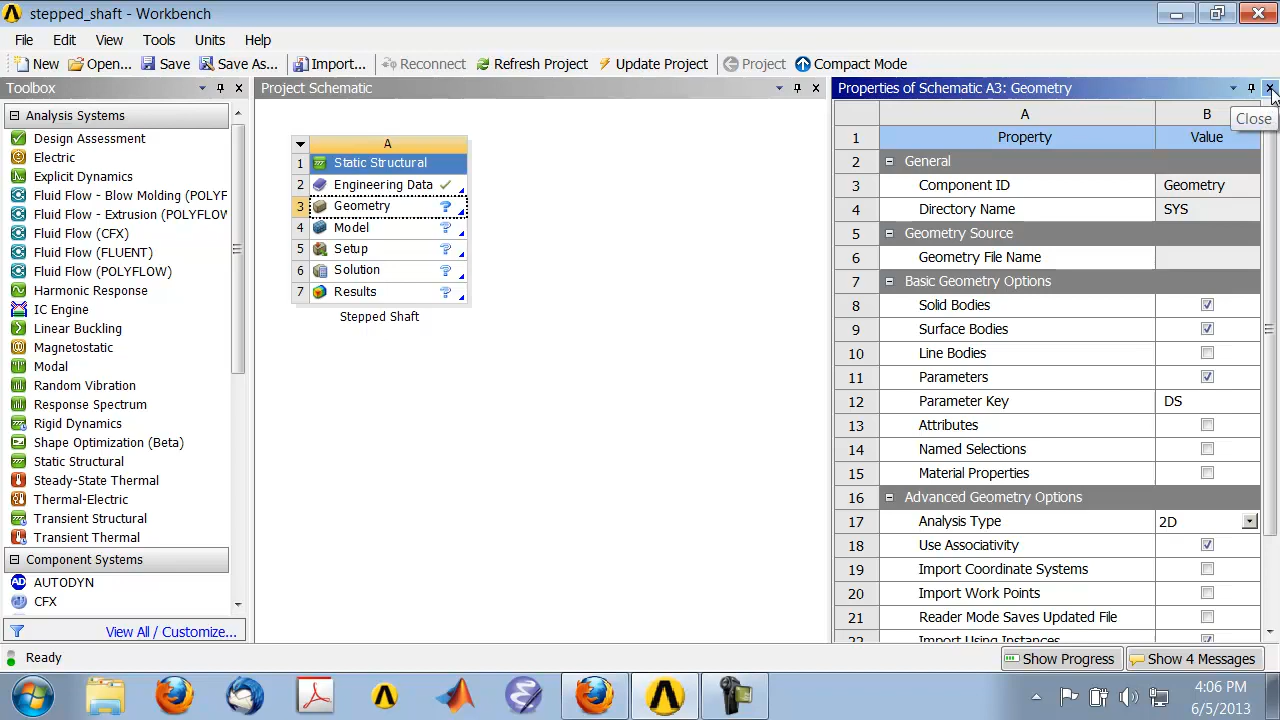 stepped_shaft - Workbench
File Edit View Tools Units Help
New Open... Save Save As... Import... Reconnect Refresh Project Update Project Project Compact Mode
Toolbox
Analysis Systems
Design Assessment
Electric
Explicit Dynamics
Fluid Flow - Blow Molding (POLYF
Fluid Flow - Extrusion (POLYFLOW
Fluid Flow (CFX)
Fluid Flow (FLUENT)
Fluid Flow (POLYFLOW)
Harmonic Response
IC Engine
Linear Buckling
Magnetostatic
Modal
Random Vibration
Response Spectrum
Rigid Dynamics
Shape Optimization (Beta)
Static Structural
Steady-State Thermal
Thermal-Electric
Transient Structural
Transient Thermal
Component Systems
AUTODYN
CFX
View All / Customize...
Project Schematic
A
1 Static Structural
2 Engineering Data
3 Geometry
4 Model
5 Setup
6 Solution
7 Results
Stepped Shaft
Properties of Schematic A3: Geometry
Close
A B
1 Property Value
2 General
3 Component ID Geometry
4 Directory Name SYS
5 Geometry Source
6 Geometry File Name
7 Basic Geometry Options
8 Solid Bodies
9 Surface Bodies
10 Line Bodies
11 Parameters
12 Parameter Key DS
13 Attributes
14 Named Selections
15 Material Properties
16 Advanced Geometry Options
17 Analysis Type 2D
18 Use Associativity
19 Import Coordinate Systems
20 Import Work Points
21 Reader Mode Saves Updated File
22 Import Using Instances
Ready
Show Progress Show 4 Messages
4:06 PM
6/5/2013